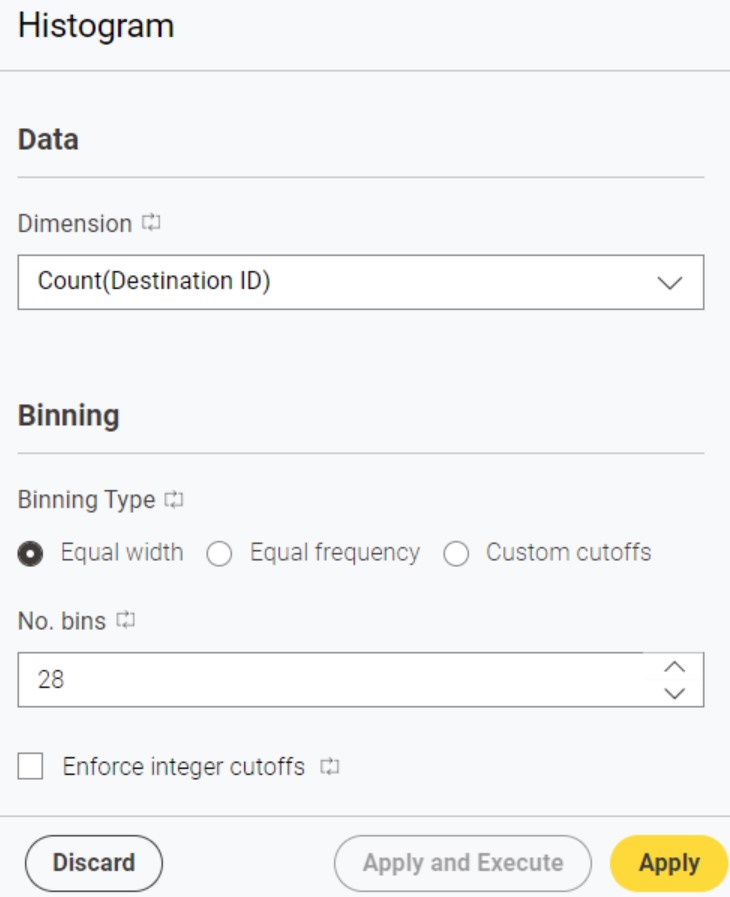 Histogram
Data
Dimension
Count(Destination ID)
Binning
Binning Type
Equal width Equal frequency Custom cutoffs
No. bins
28
Enforce integer cutoffs
Discard Apply and Execute Apply